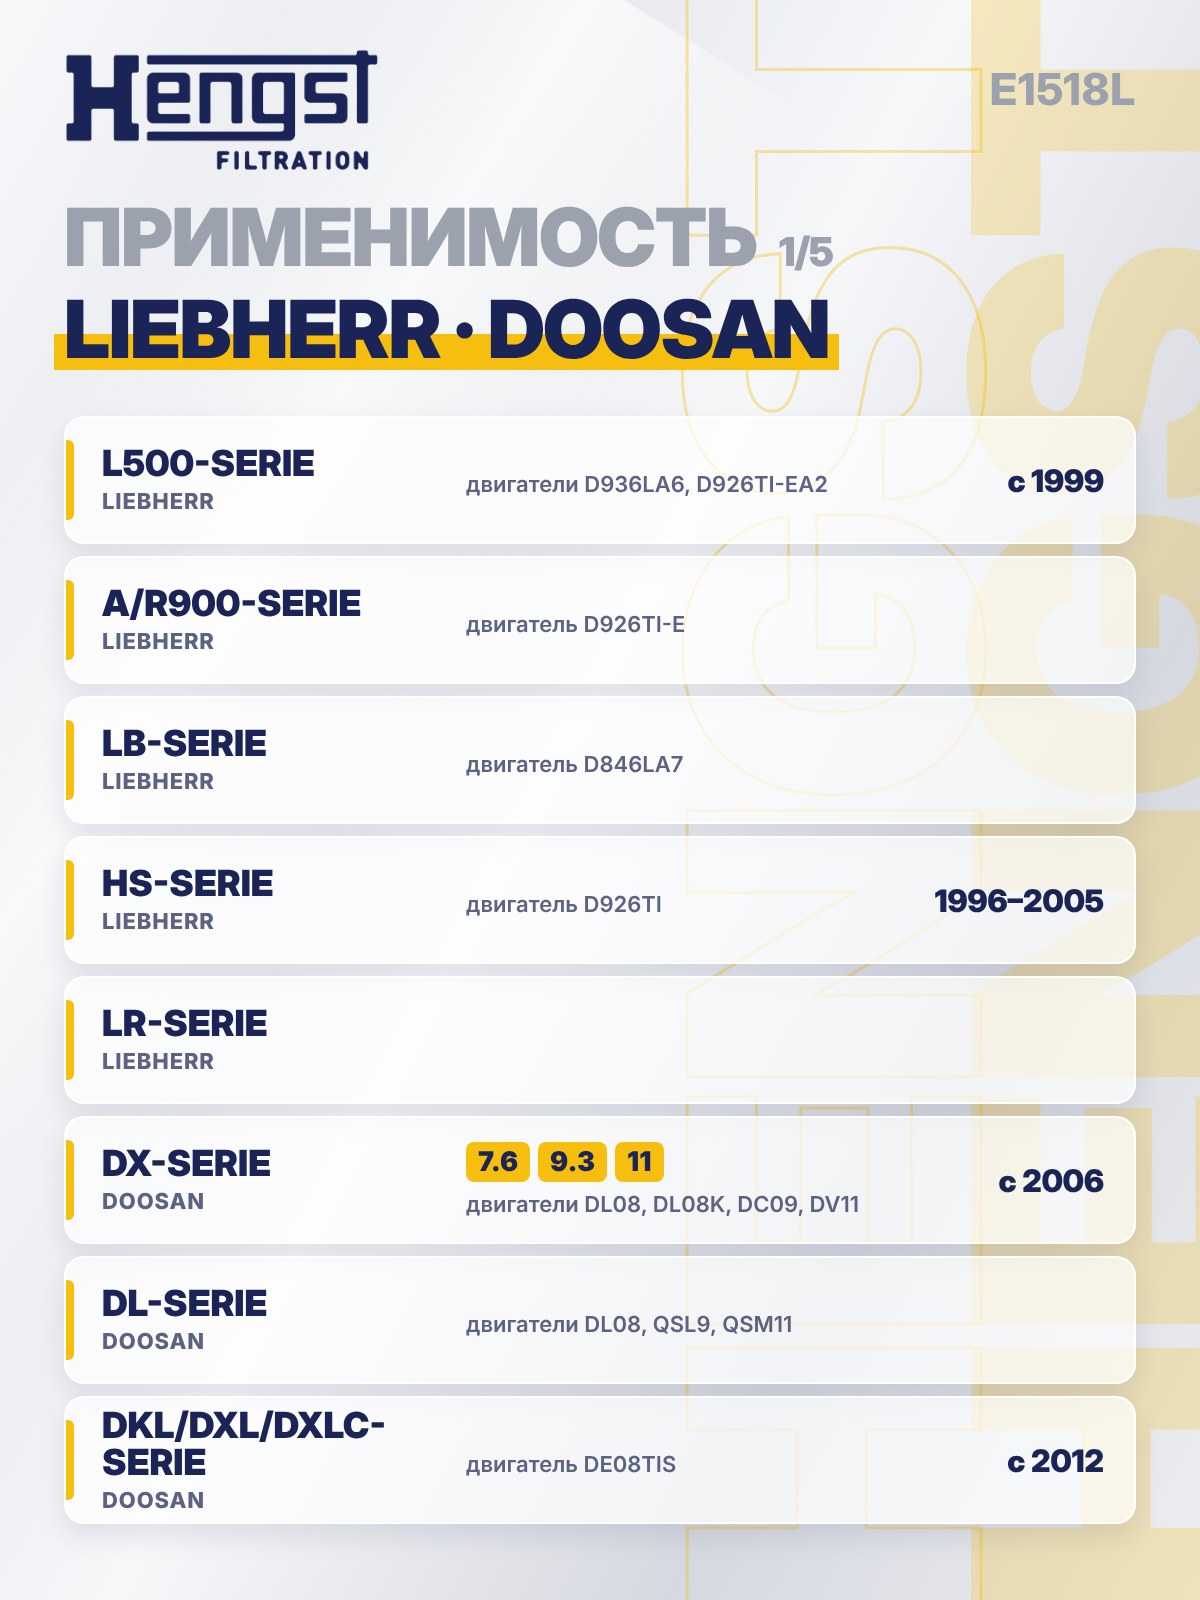 Hengst
FILTRATION
E1518L
ПРИМЕНИМОСТЬ 1/5
LIEBHERR · DOOSAN
L500-SERIE
LIEBHERR
двигатели D936LA6, D926TI-EA2
с 1999
A/R900-SERIE
LIEBHERR
двигатель D926TI-E
LB-SERIE
LIEBHERR
двигатель D846LA7
HS-SERIE
LIEBHERR
двигатель D926TI
1996–2005
LR-SERIE
LIEBHERR
DX-SERIE
DOOSAN
7.6 9.3 11
двигатели DL08, DL08K, DC09, DV11
с 2006
DL-SERIE
DOOSAN
двигатели DL08, QSL9, QSM11
DKL/DXL/DXLC-
SERIE
DOOSAN
двигатель DE08TIS
с 2012
HENGST